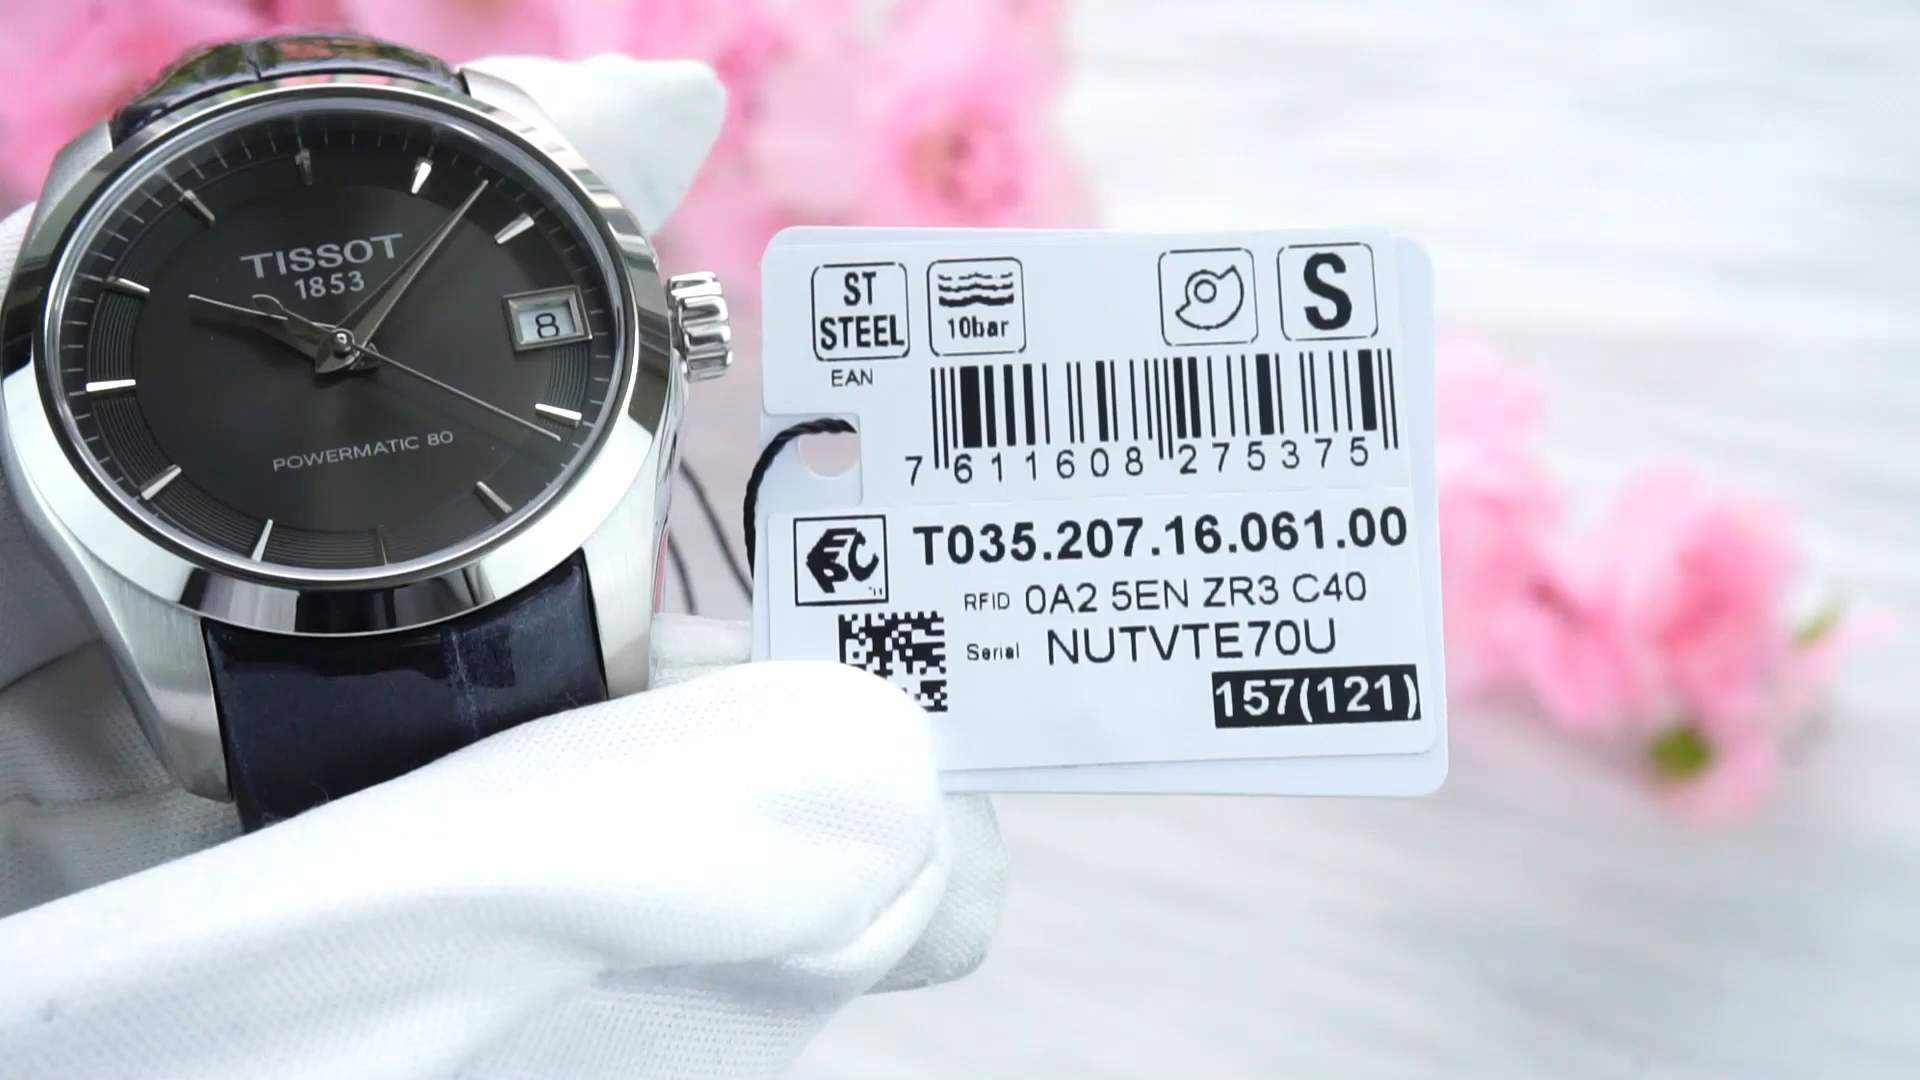 TISSOT
1853
8
POWERMATIC 80
ST
STEEL
10bar
S
EAN
7 611608 275375
T035.207.16.061.00
RFID 0A2 5EN ZR3 C40
Serial NUTVTE70U
157(121)